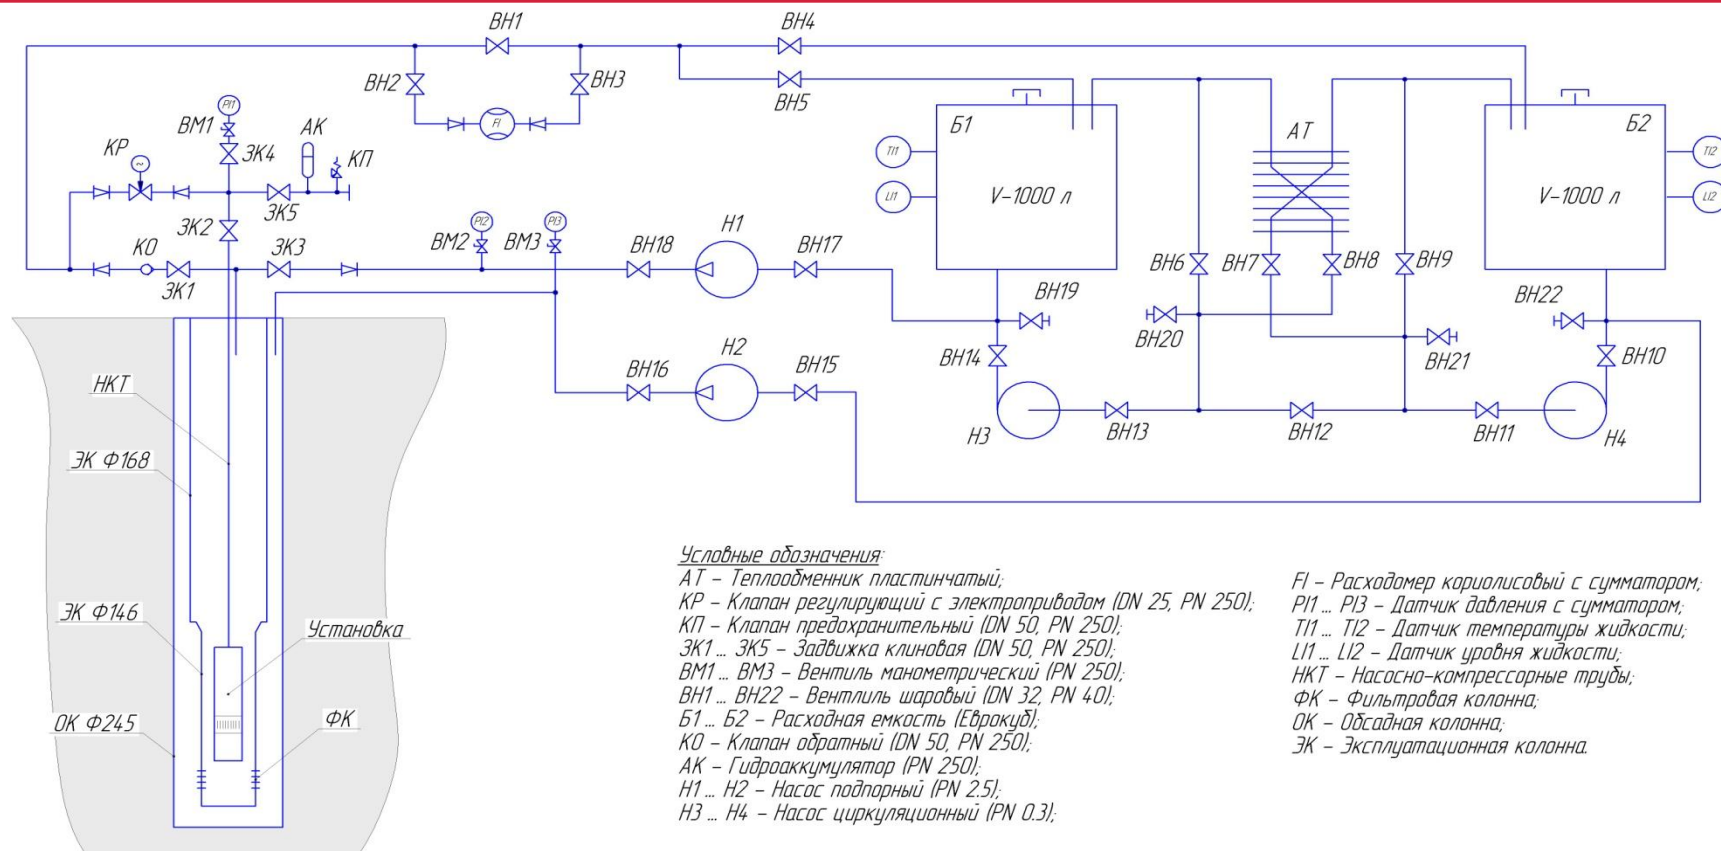 ВН1
ВН4
ВН2
ВН3
ВН5
FI
PI1
ВМ1
АК
КР
ЗК4
КП
ЗК5
ЗК2
КО
ЗК3
ЗК1
PI2
PI3
ВМ2
ВМ3
ВН18
Н1
ВН17
Б1
V-1000 л
TI1
LI1
АТ
Б2
V-1000 л
TI2
LI2
ВН6
ВН7
ВН8
ВН9
ВН19
ВН20
ВН21
ВН22
ВН14
ВН10
Н2
ВН16
ВН15
Н3
ВН13
ВН12
ВН11
Н4
НКТ
ЭК Ф168
ЭК Ф146
Установка
ОК Ф245
ФК
Условные обозначения:
АТ – Теплообменник пластинчатый;
КР – Клапан регулирующий с электроприводом (DN 25, PN 250);
КП – Клапан предохранительный (DN 50, PN 250);
ЗК1 ... ЗК5 – Задвижка клиновая (DN 50, PN 250);
ВМ1 ... ВМ3 – Вентиль манометрический (PN 250);
ВН1 ... ВН22 – Вентлиль шаровый (DN 32, PN 40);
Б1 ... Б2 – Расходная емкость (Еврокуб);
КО – Клапан обратный (DN 50, PN 250);
АК – Гидроаккумулятор (PN 250);
Н1 ... Н2 – Насос подпорный (PN 2.5);
Н3 ... Н4 – Насос циркуляционный (PN 0.3);
FI – Расходомер кориолисовый с сумматором;
PI1 ... PI3 – Датчик давления с сумматором;
TI1 ... TI2 – Датчик температуры жидкости;
LI1 ... LI2 – Датчик уровня жидкости;
НКТ – Насосно-компрессорные трубы;
ФК – Фильтровая колонна;
ОК – Обсадная колонна;
ЭК – Эксплуатационная колонна.